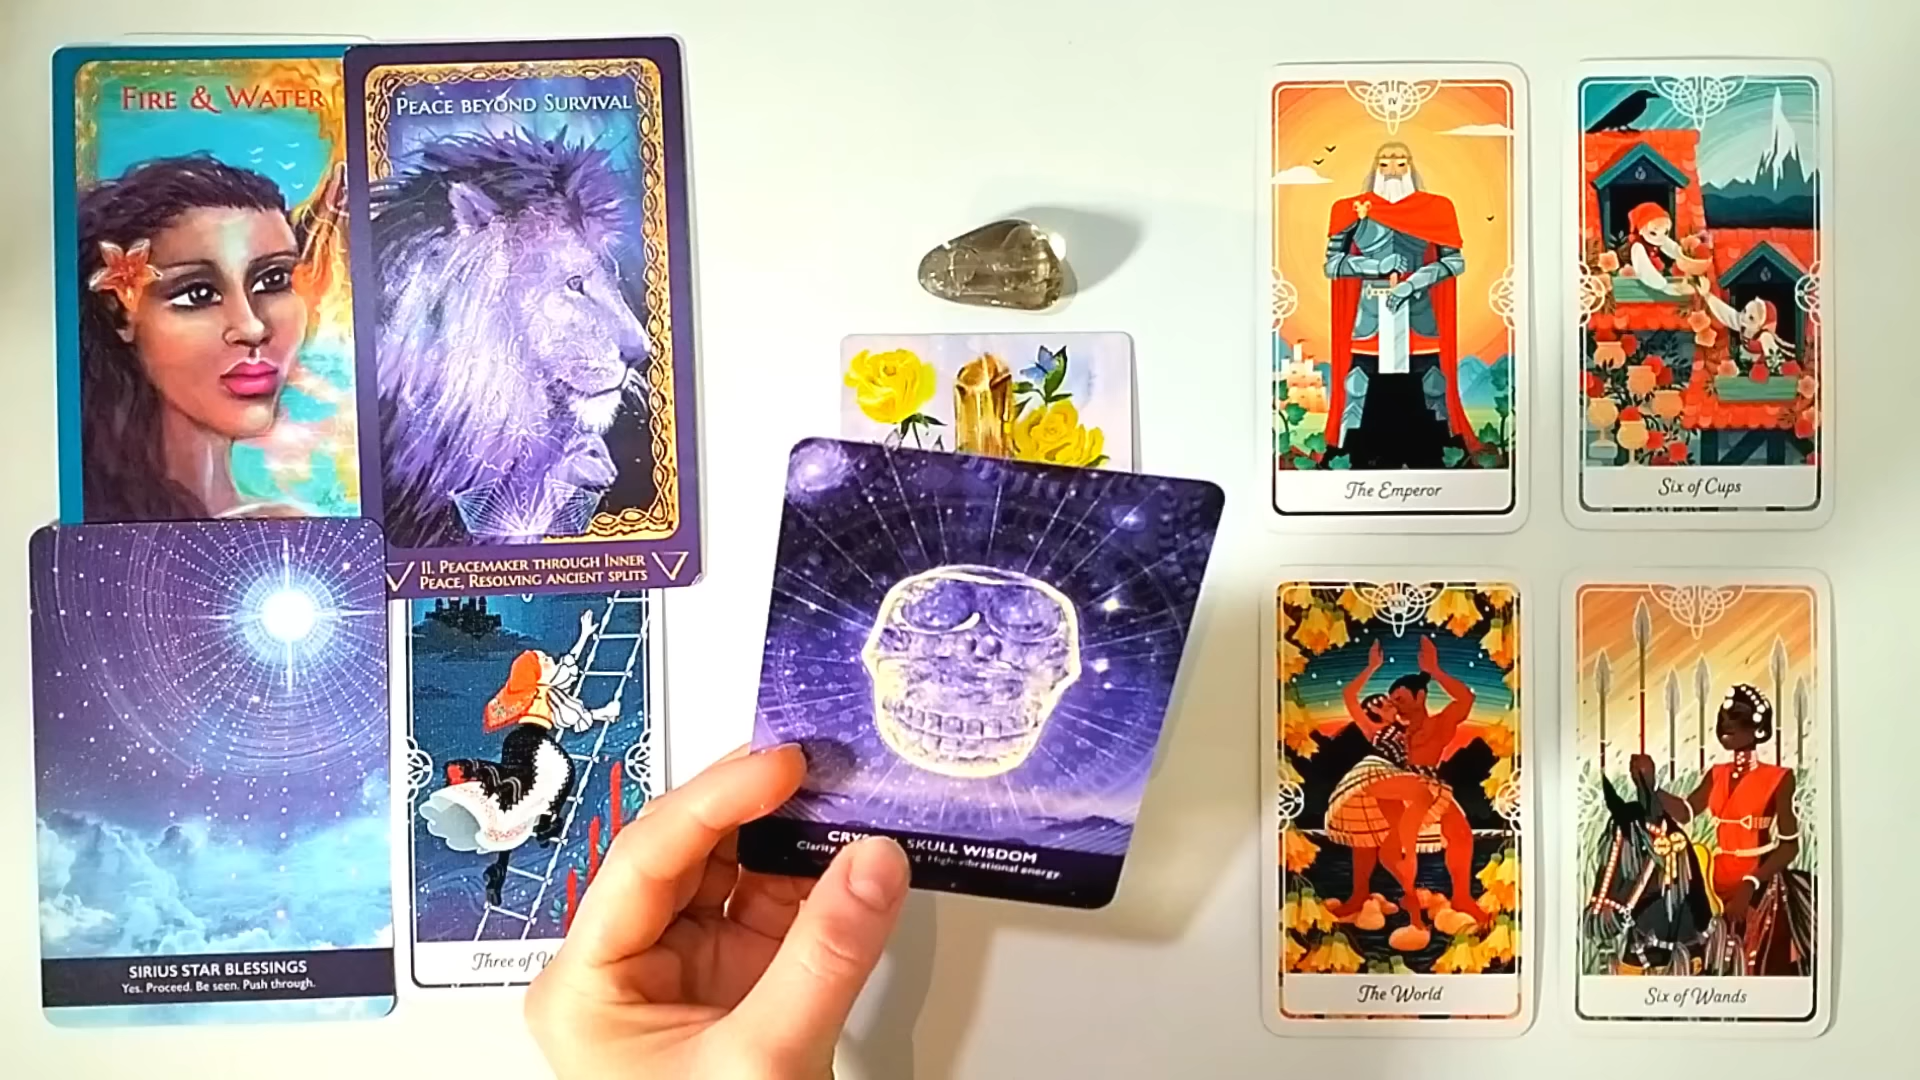 FIRE & WATER
PEACE BEYOND SURVIVAL
II. PEACEMAKER THROUGH INNER
PEACE, RESOLVING ANCIENT SPLITS
SIRIUS STAR BLESSINGS
Yes. Proceed. Be seen. Push through.
Three of
SKULL WISDOM
Clarity. High-vibrational energy
IV
The Emperor
Six of Cups
XXI
The World
Six of Wands